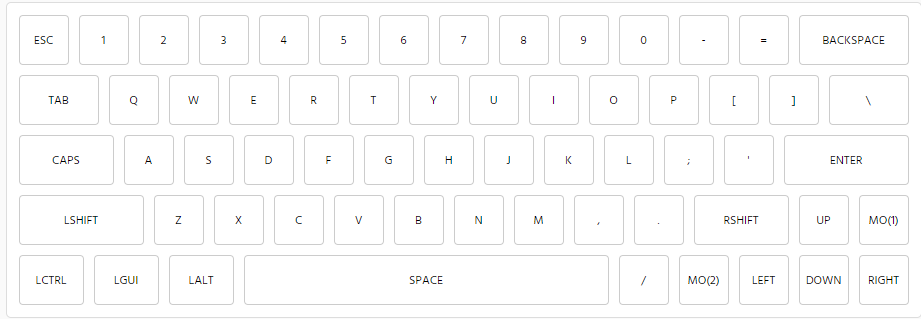 ESC 1 2 3 4 5 6 7 8 9 0 - = BACKSPACE
TAB Q W E R T Y U I O P [ ] \
CAPS A S D F G H J K L ; ' ENTER
LSHIFT Z X C V B N M , . RSHIFT UP MO(1)
LCTRL LGUI LALT SPACE / MO(2) LEFT DOWN RIGHT